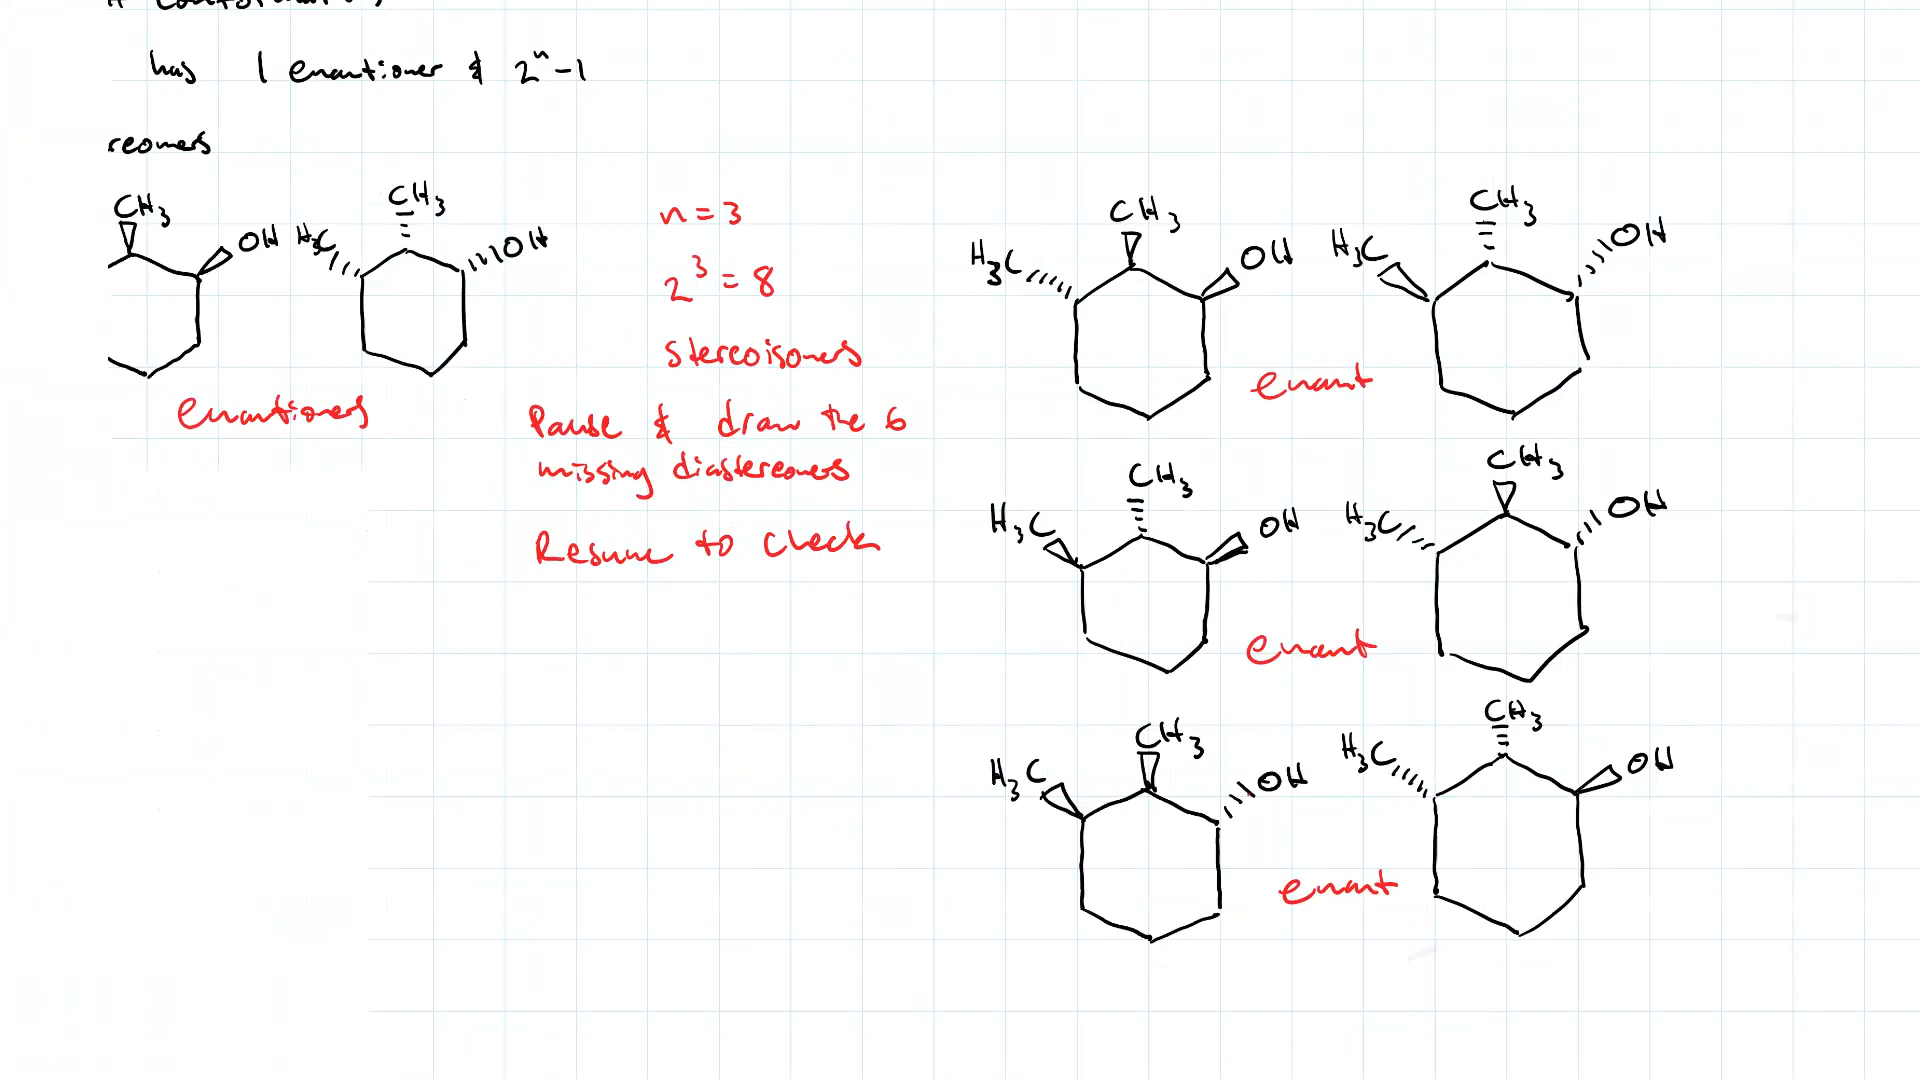 has 1 enantiomer & 2ⁿ-1
reomers
CH₃
OH
H₃C
CH₃
OH
enantiomers
n = 3
2³ = 8
stereoisomers
Pause & draw the 6
missing diastereomers
Resume to check
H₃C
CH₃
OH
H₃C
CH₃
OH
enant
H₃C
CH₃
OH
H₃C
CH₃
OH
enant
H₃C
CH₃
OH
H₃C
CH₃
OH
enant